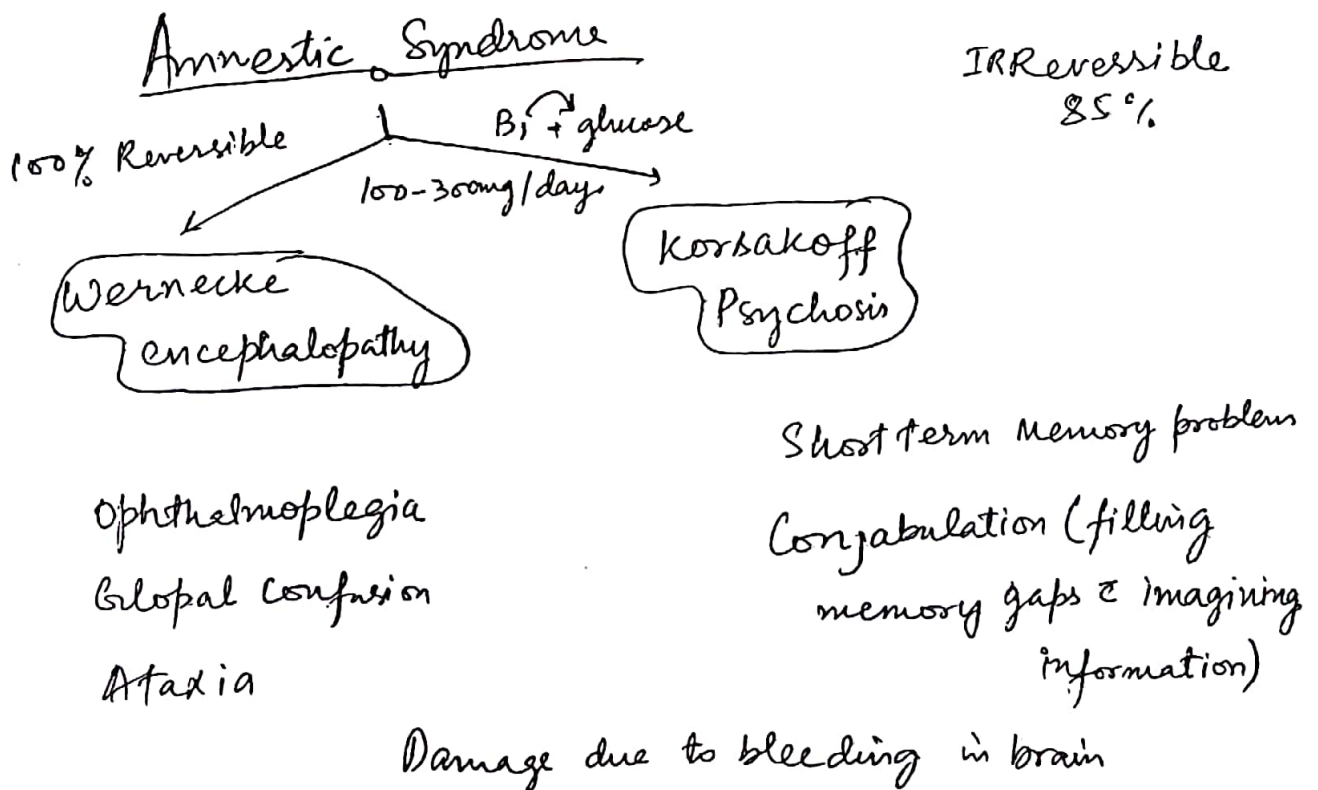 Amnestic Syndrome
IRReversible
85%
100% Reversible
B1 + glucose
100-300mg/day.
Wernecke
encephalopathy
Korsakoff
Psychosis
Short term Memory problem
Ophthalmoplegia
Conjabulation (filling
Glopal Confusion
memory gaps c̄ imagining
information)
Ataxia
Damage due to bleeding in brain